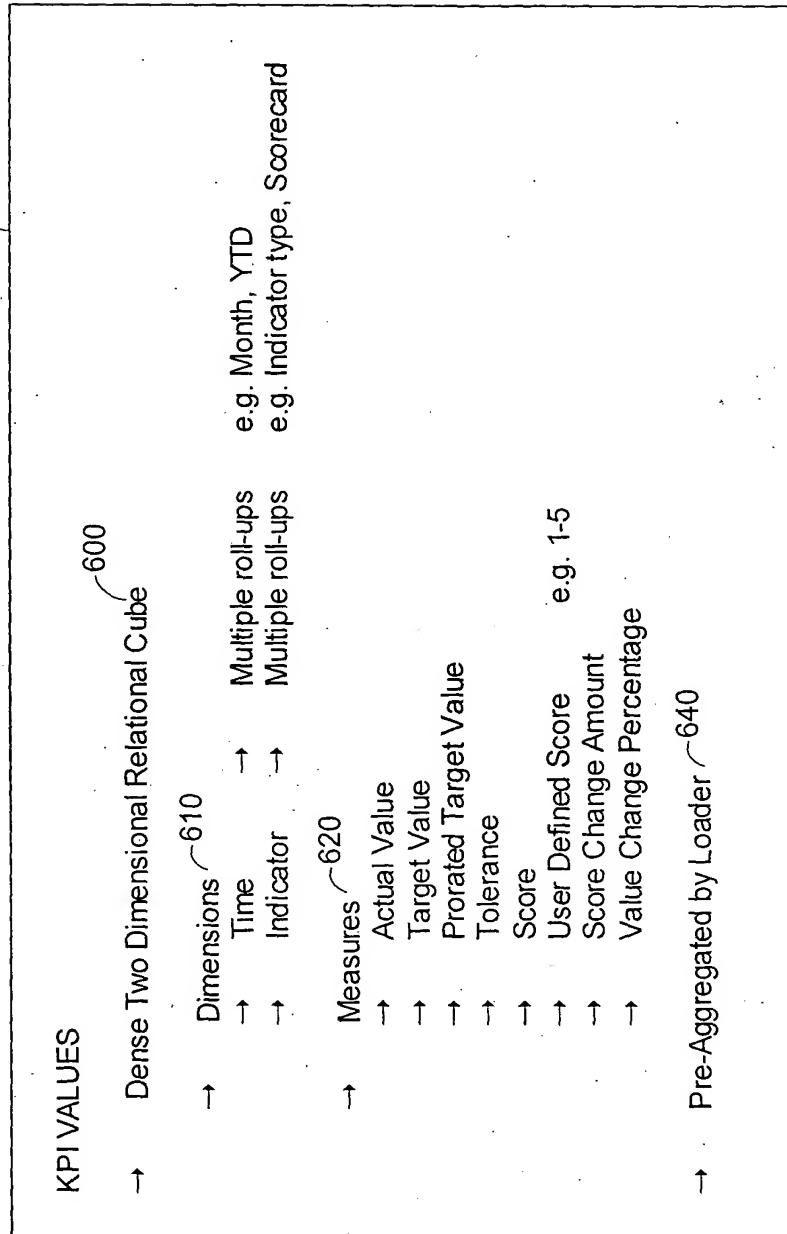 KPI VALUES
→ Dense Two Dimensional Relational Cube 600
→ Dimensions 610
→ Time → Multiple roll-ups e.g. Month, YTD
→ Indicator → Multiple roll-ups e.g. Indicator type, Scorecard
→ Measures 620
→ Actual Value
→ Target Value
→ Prorated Target Value
→ Tolerance
→ Score
→ User Defined Score e.g. 1-5
→ Score Change Amount
→ Value Change Percentage
→ Pre-Aggregated by Loader 640